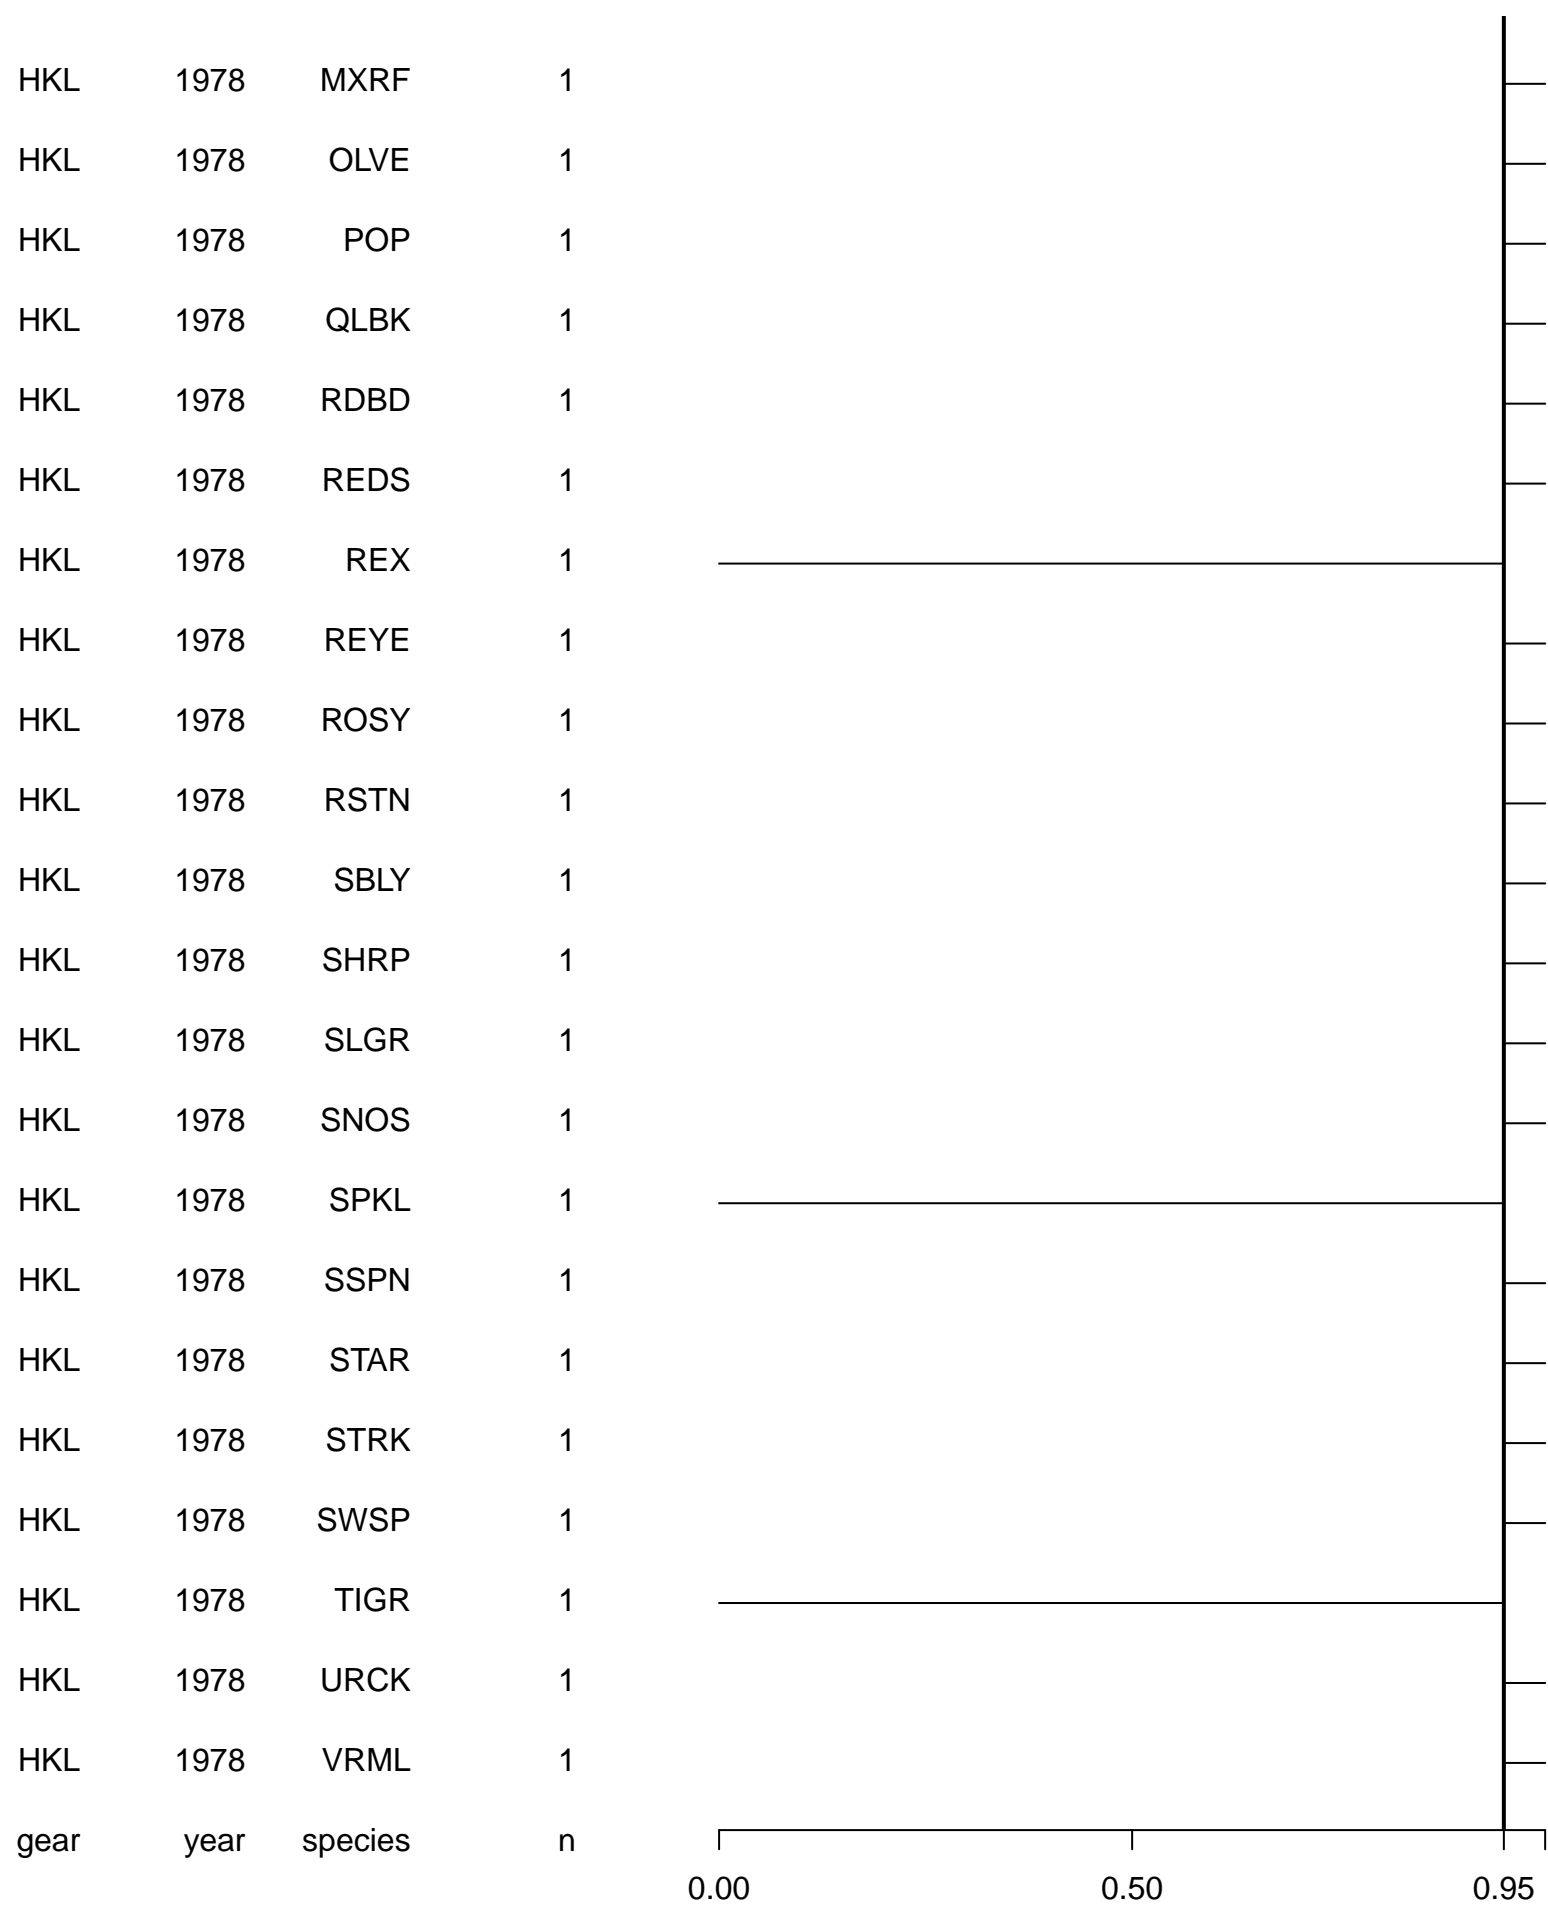 HKL 1978 MXRF 1
HKL 1978 OLVE 1
HKL 1978 POP 1
HKL 1978 QLBK 1
HKL 1978 RDBD 1
HKL 1978 REDS 1
HKL 1978 REX 1
HKL 1978 REYE 1
HKL 1978 ROSY 1
HKL 1978 RSTN 1
HKL 1978 SBLY 1
HKL 1978 SHRP 1
HKL 1978 SLGR 1
HKL 1978 SNOS 1
HKL 1978 SPKL 1
HKL 1978 SSPN 1
HKL 1978 STAR 1
HKL 1978 STRK 1
HKL 1978 SWSP 1
HKL 1978 TIGR 1
HKL 1978 URCK 1
HKL 1978 VRML 1
gear year species n
0.00 0.50 0.95